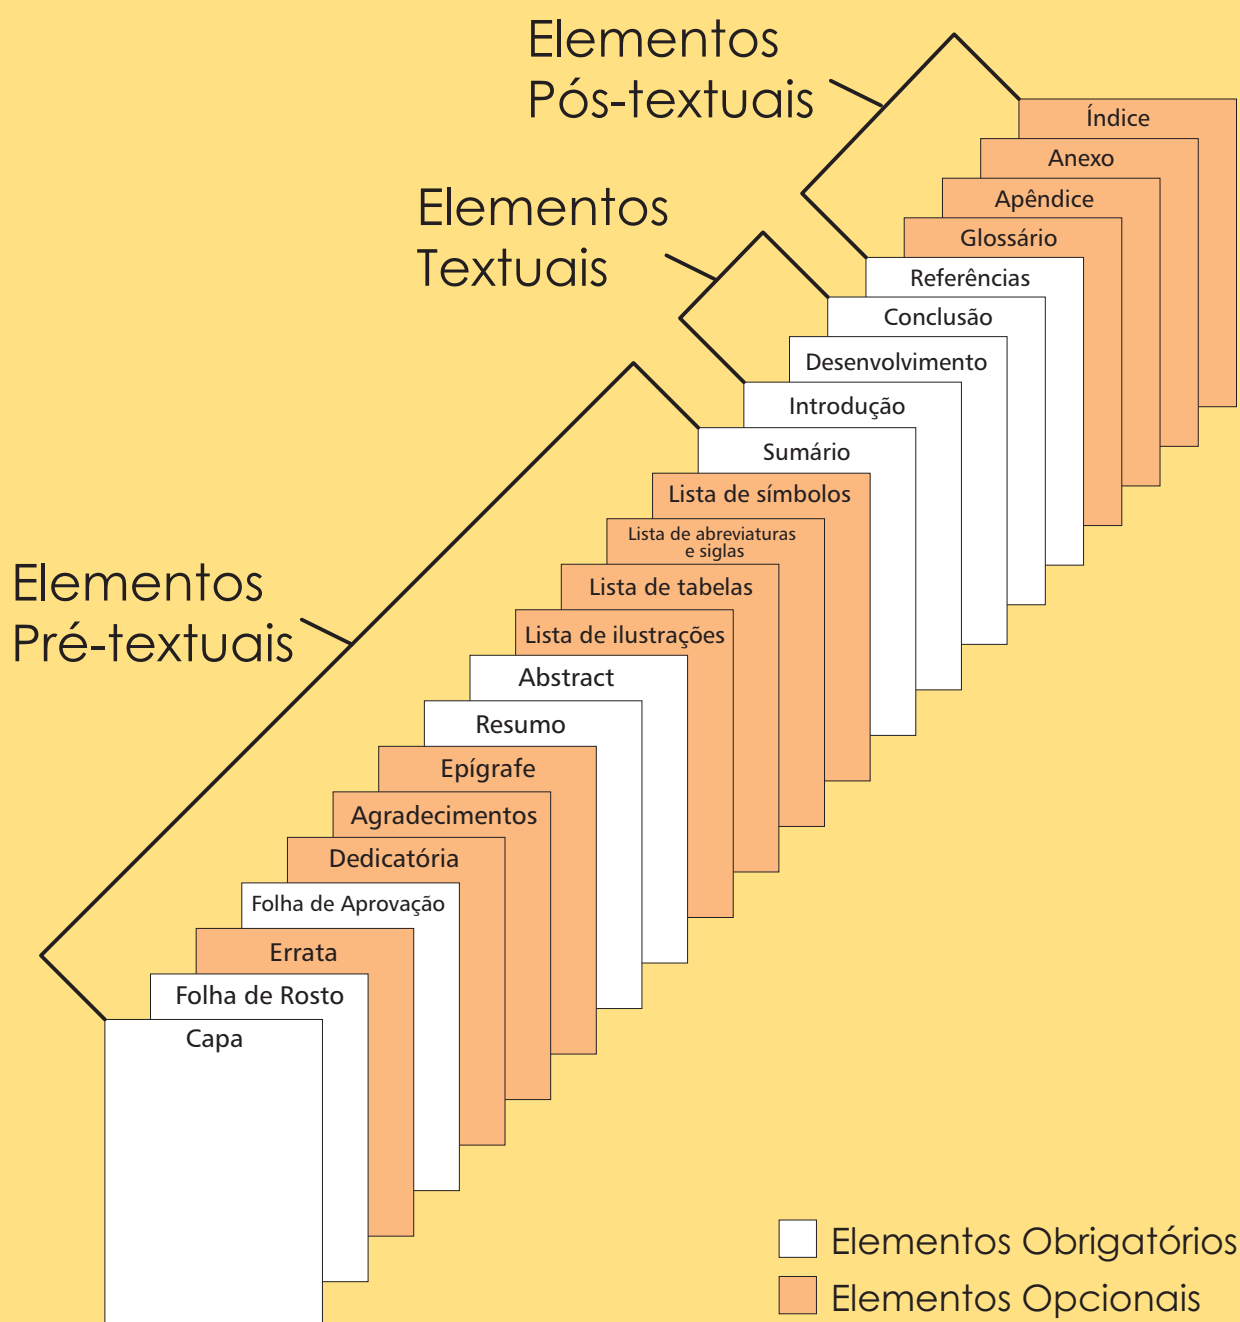 Elementos
Pós-textuais
Índice
Anexo
Apêndice
Glossário
Referências
Elementos
Textuais
Conclusão
Desenvolvimento
Introdução
Sumário
Lista de símbolos
Lista de abreviaturas
e siglas
Lista de tabelas
Lista de ilustrações
Elementos
Pré-textuais
Abstract
Resumo
Epígrafe
Agradecimentos
Dedicatória
Folha de Aprovação
Errata
Folha de Rosto
Capa
Elementos Obrigatórios
Elementos Opcionais